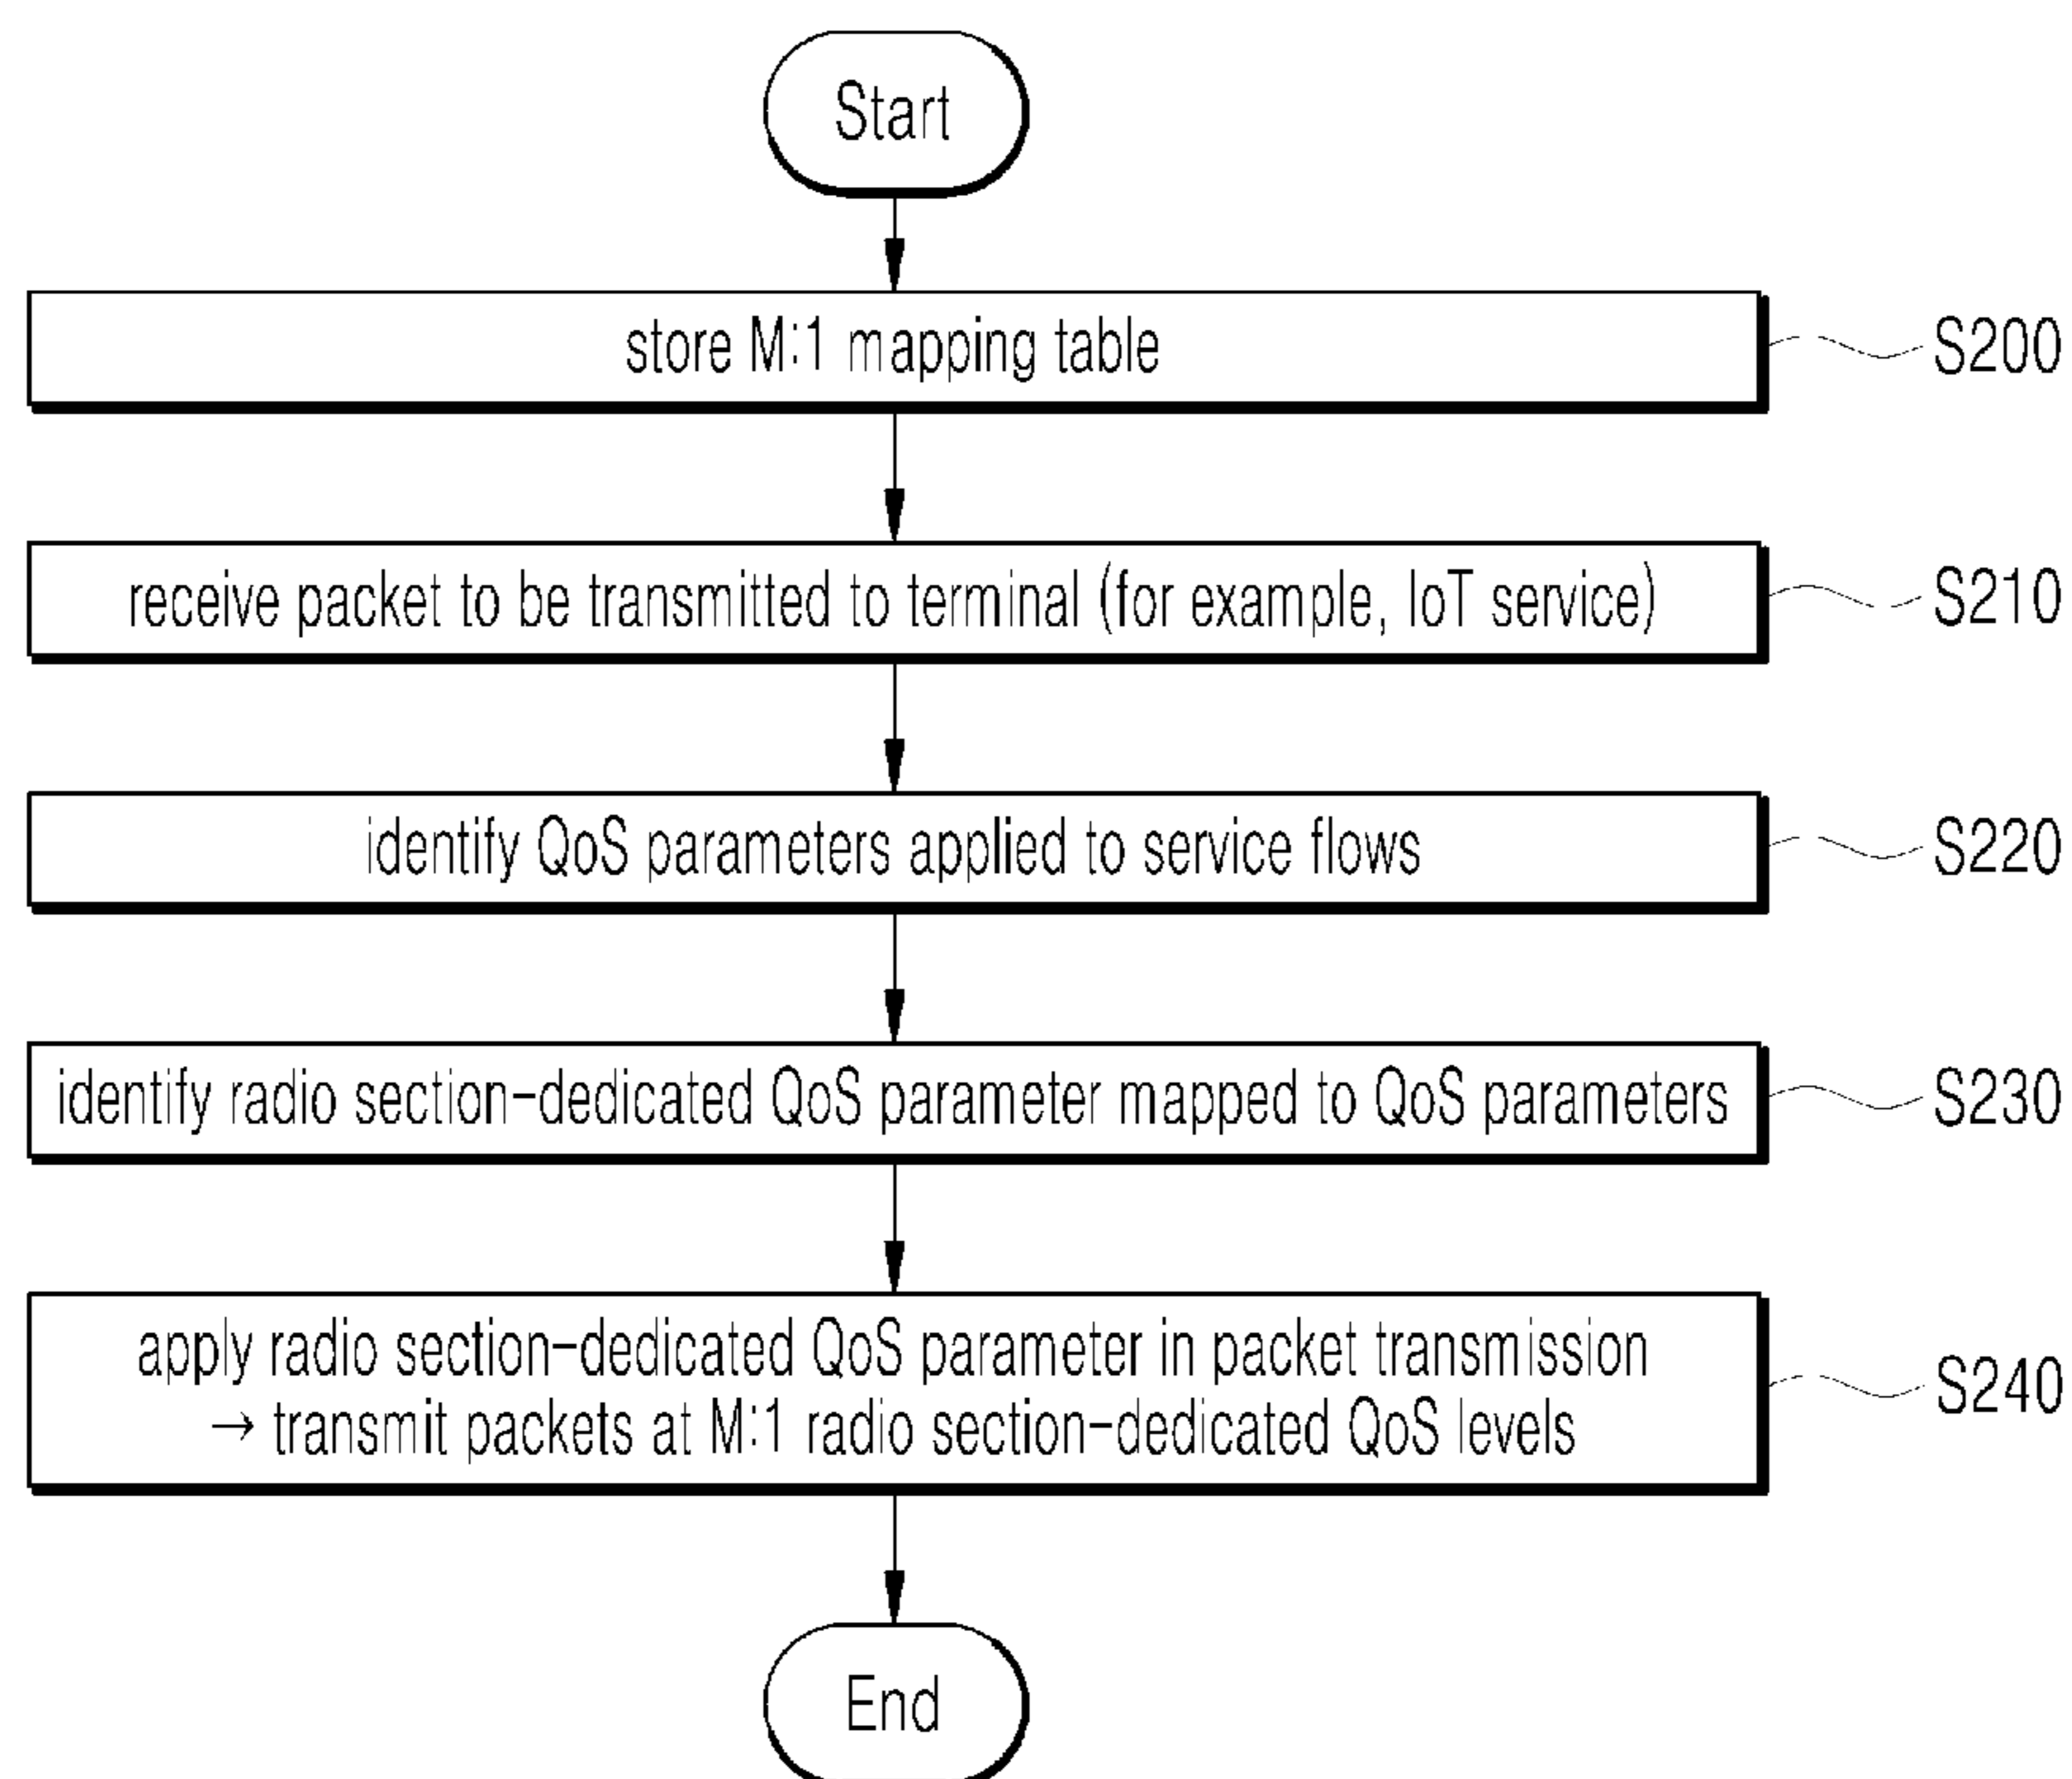 Start
store M:1 mapping table
S200
receive packet to be transmitted to terminal (for example, IoT service)
S210
identify QoS parameters applied to service flows
S220
identify radio section-dedicated QoS parameter mapped to QoS parameters
S230
apply radio section-dedicated QoS parameter in packet transmission
→ transmit packets at M:1 radio section-dedicated QoS levels
S240
End